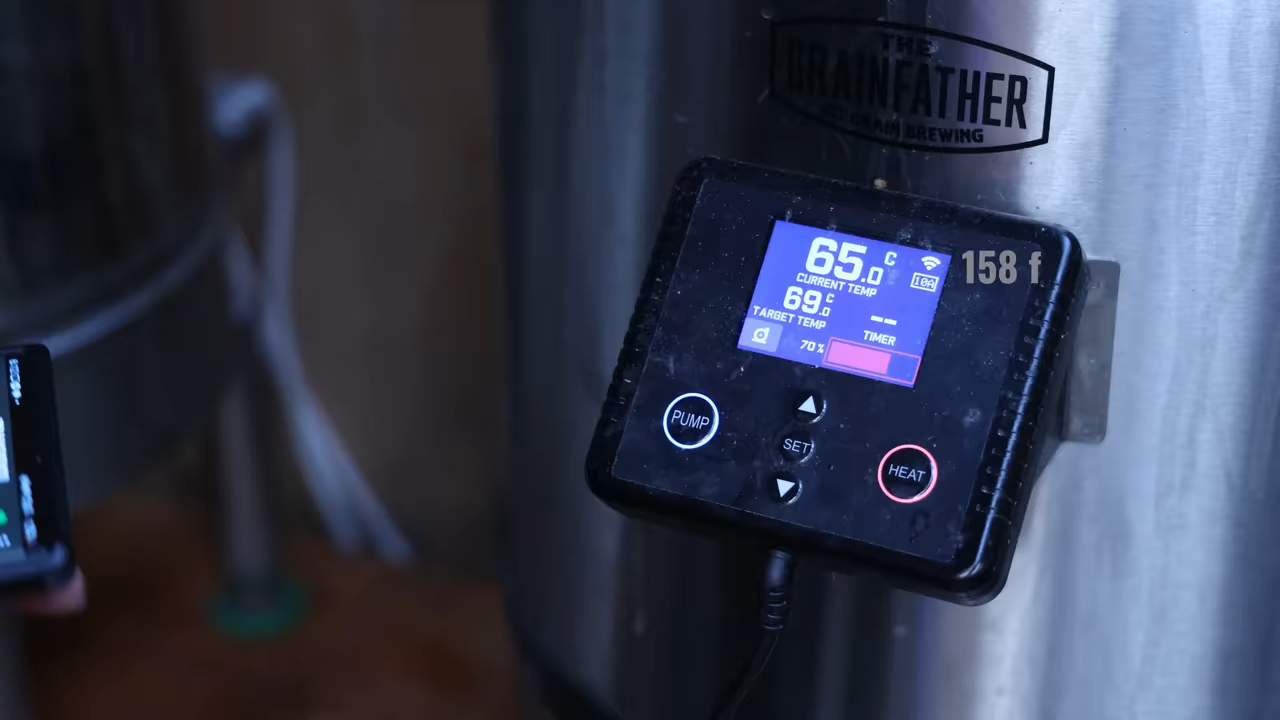 THE
GRAINFATHER
GRAIN BREWING
65.0 C
CURRENT TEMP
10A
158 f
69.0 C
TARGET TEMP
--
TIMER
70%
PUMP
SET
HEAT